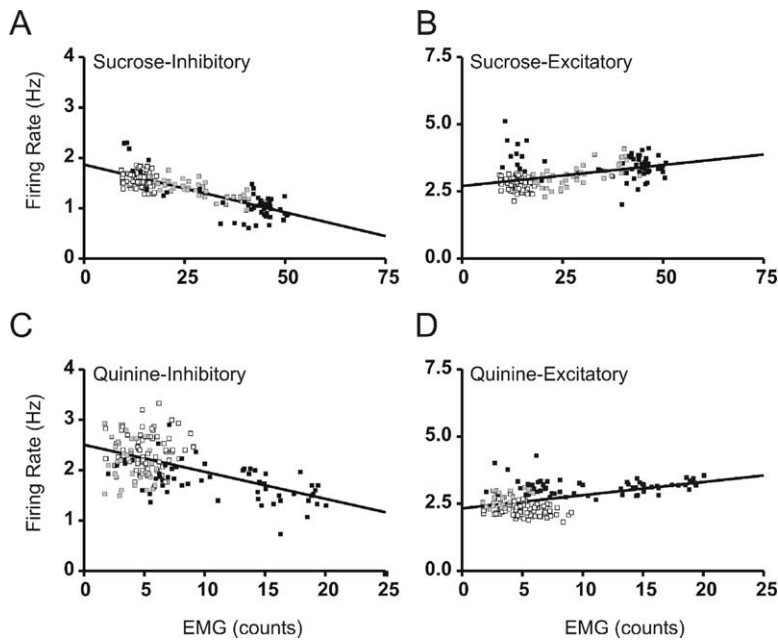 A
B
Sucrose-Inhibitory
Sucrose-Excitatory
Firing Rate (Hz)
4
3
2
1
0
0 25 50 75
7.5
5.0
2.5
0.0
0 25 50 75
C
D
Quinine-Inhibitory
Quinine-Excitatory
Firing Rate (Hz)
4
3
2
1
0
0 5 10 15 20 25
7.5
5.0
2.5
0.0
0 5 10 15 20 25
EMG (counts)
EMG (counts)